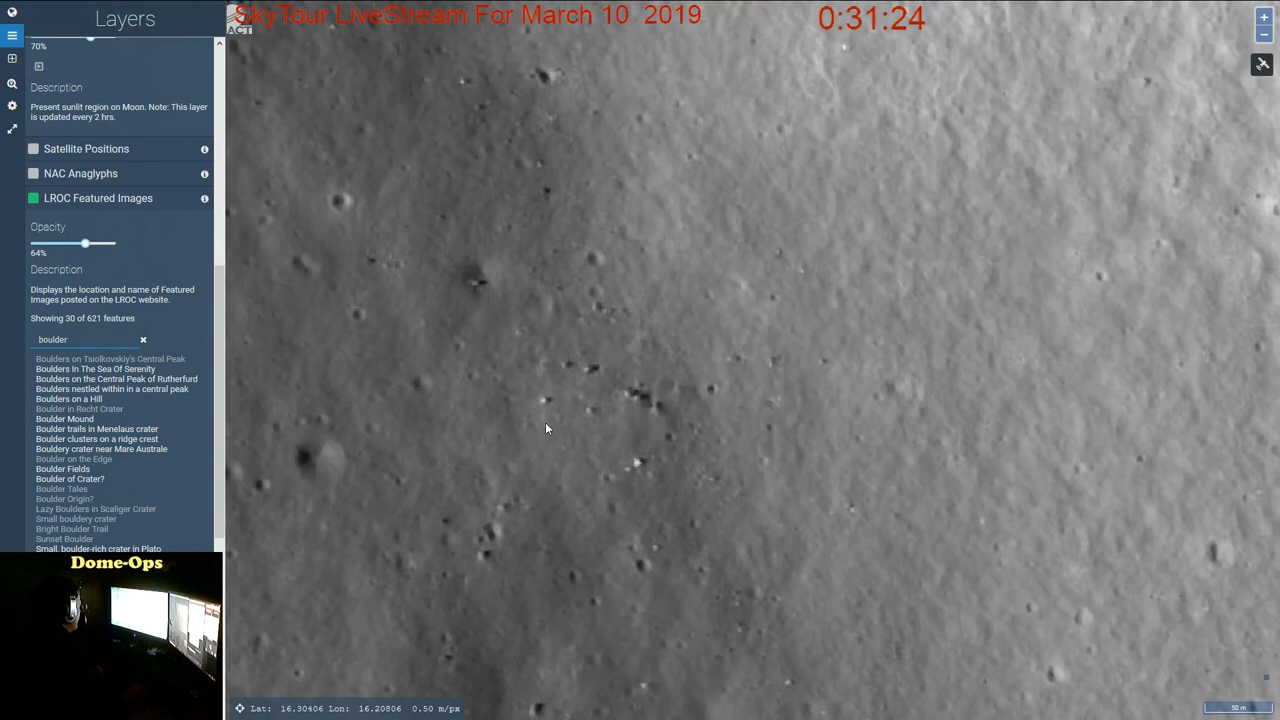 Layers
SkyTour LiveStream For March 10 2019
0:31:24
ACT
70%
Description
Present sunlit region on Moon. Note: This layer
is updated every 2 hrs.
Satellite Positions
NAC Anaglyphs
LROC Featured Images
Opacity
64%
Description
Displays the location and name of Featured
Images posted on the LROC website.
Showing 30 of 621 features
boulder
Boulders on Tsiolkovskiy's Central Peak
Boulders In The Sea Of Serenity
Boulders on the Central Peak of Rutherfurd
Boulders nestled within in a central peak
Boulders on a Hill
Boulder in Recht Crater
Boulder Mound
Boulder trails in Menelaus crater
Boulder clusters on a ridge crest
Bouldery crater near Mare Australe
Boulder on the Edge
Boulder Fields
Boulder of Crater?
Boulder Tales
Boulder Origin?
Lazy Boulders in Scaliger Crater
Small bouldery crater
Bright Boulder Trail
Sunset Boulder
Small, boulder-rich crater in Plato
Dome-Ops
Lat: 16.30406 Lon: 16.20806 0.50 m/px
50 m